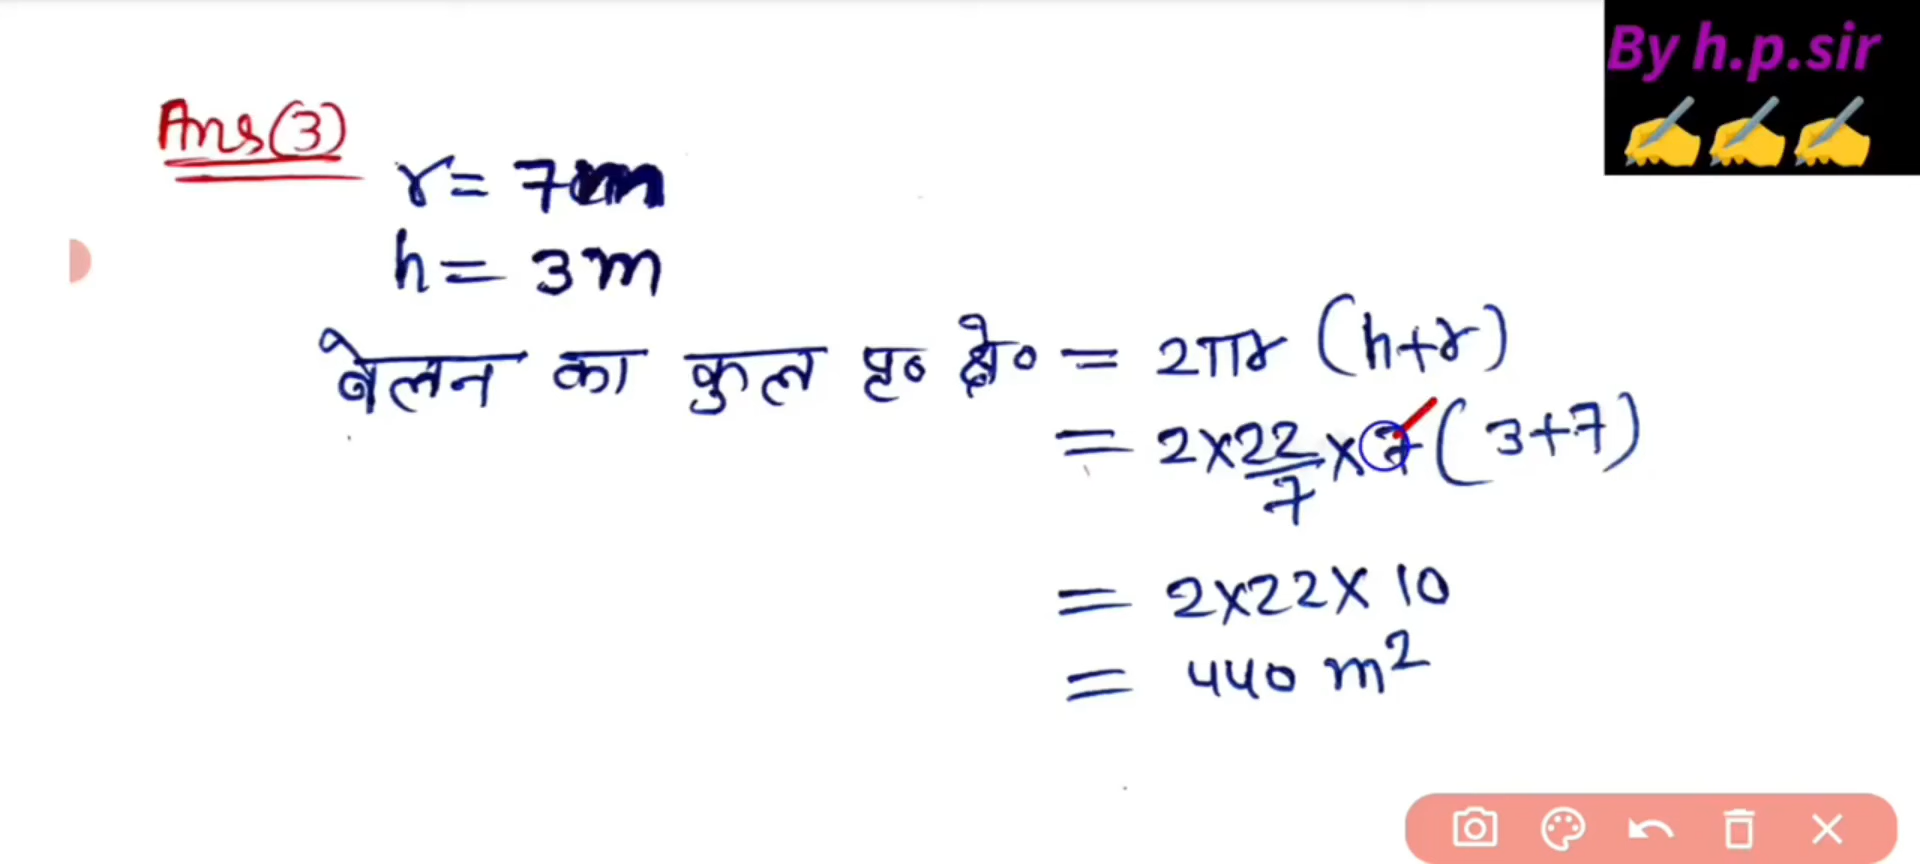 By h.p.sir
Ans(3)
r = 7m
h = 3m
बेलन का कुल पृ० क्षे० = 2πr (h+r)
= 2×22/7×7(3+7)
= 2×22×10
= 440 m²